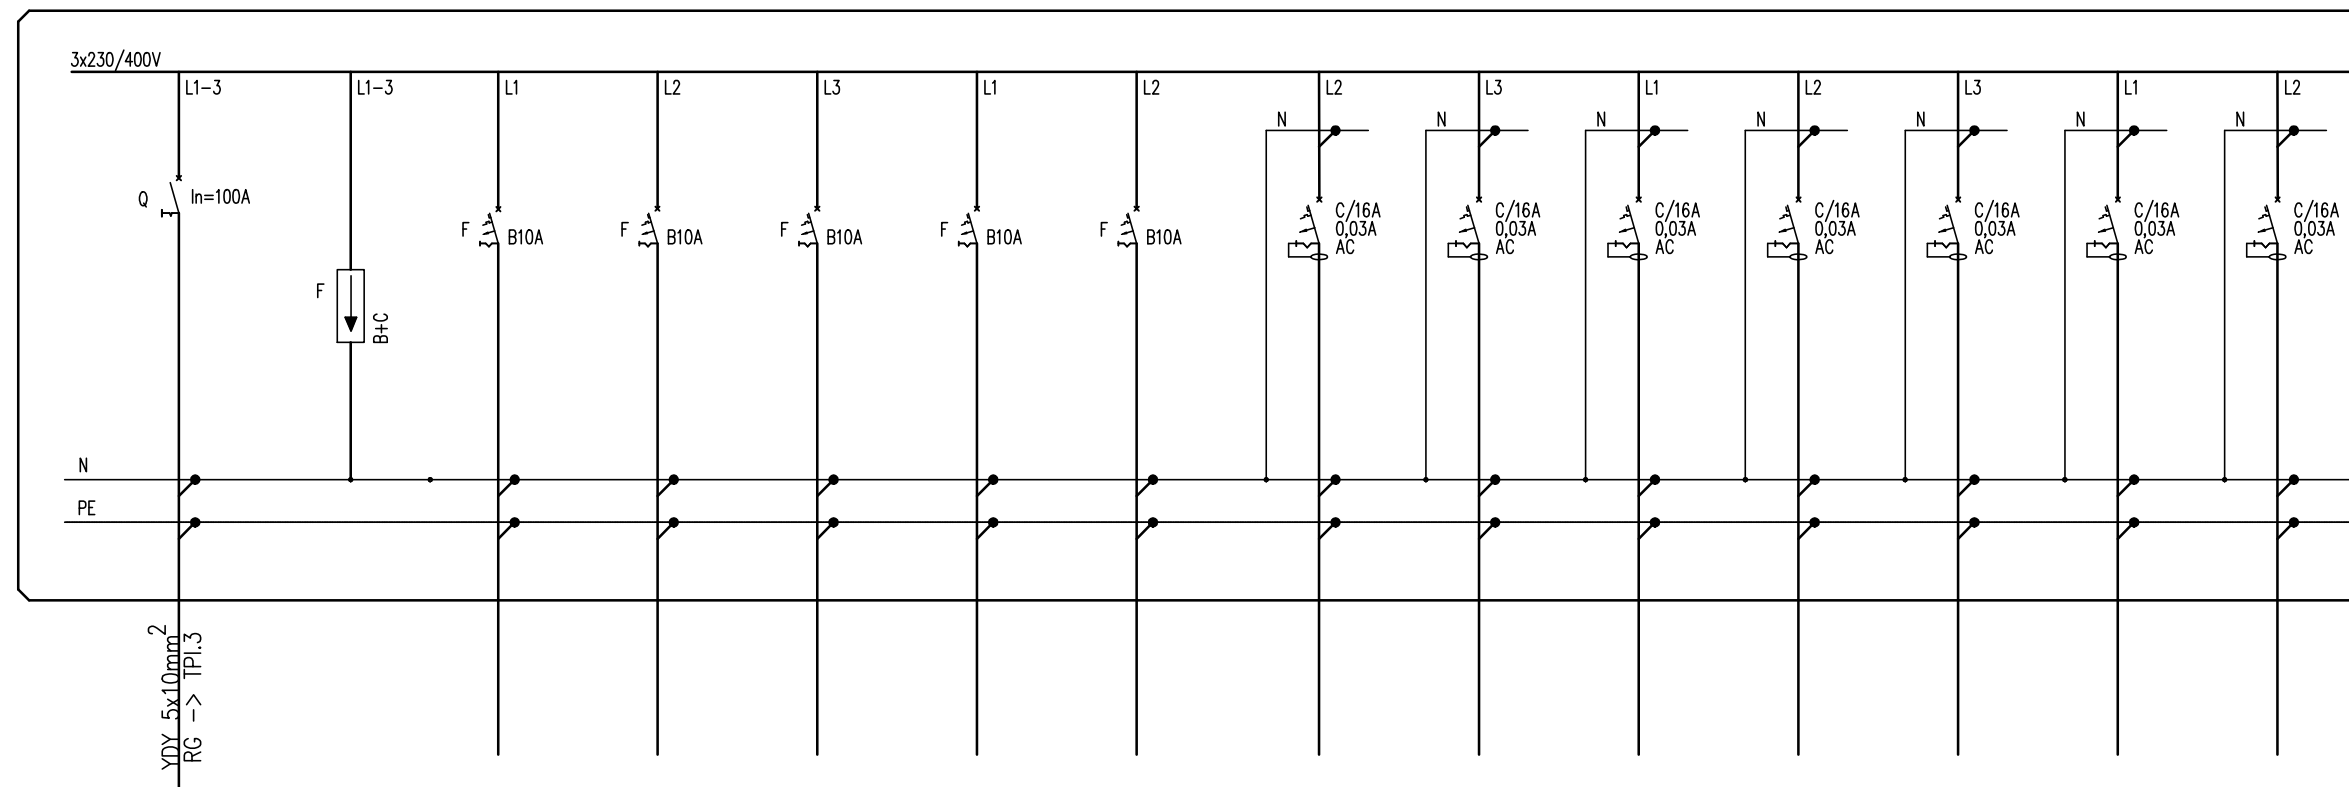 3x230/400V
L1-3
L1-3
L1
L2
L3
L1
L2
L2
L3
L1
L2
L3
L1
L2
N
N
N
N
N
N
N
Q
In=100A
F
B+C
F
B10A
F
B10A
F
B10A
F
B10A
F
B10A
C/16A
0,03A
AC
C/16A
0,03A
AC
C/16A
0,03A
AC
C/16A
0,03A
AC
C/16A
0,03A
AC
C/16A
0,03A
AC
C/16A
0,03A
AC
N
PE
YDY 5x10mm²
RG -> TP1.3